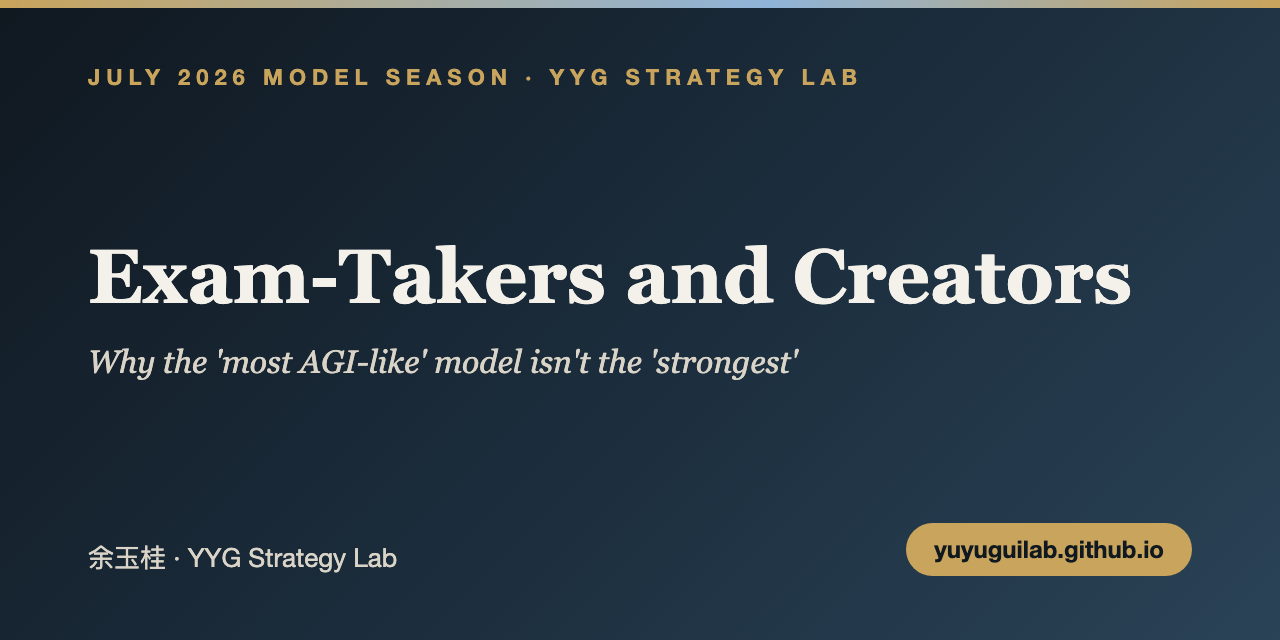 JULY 2026 MODEL SEASON · YYG STRATEGY LAB
Exam-Takers and Creators
Why the 'most AGI-like' model isn't the 'strongest'
余玉桂 · YYG Strategy Lab
yuyuguilab.github.io